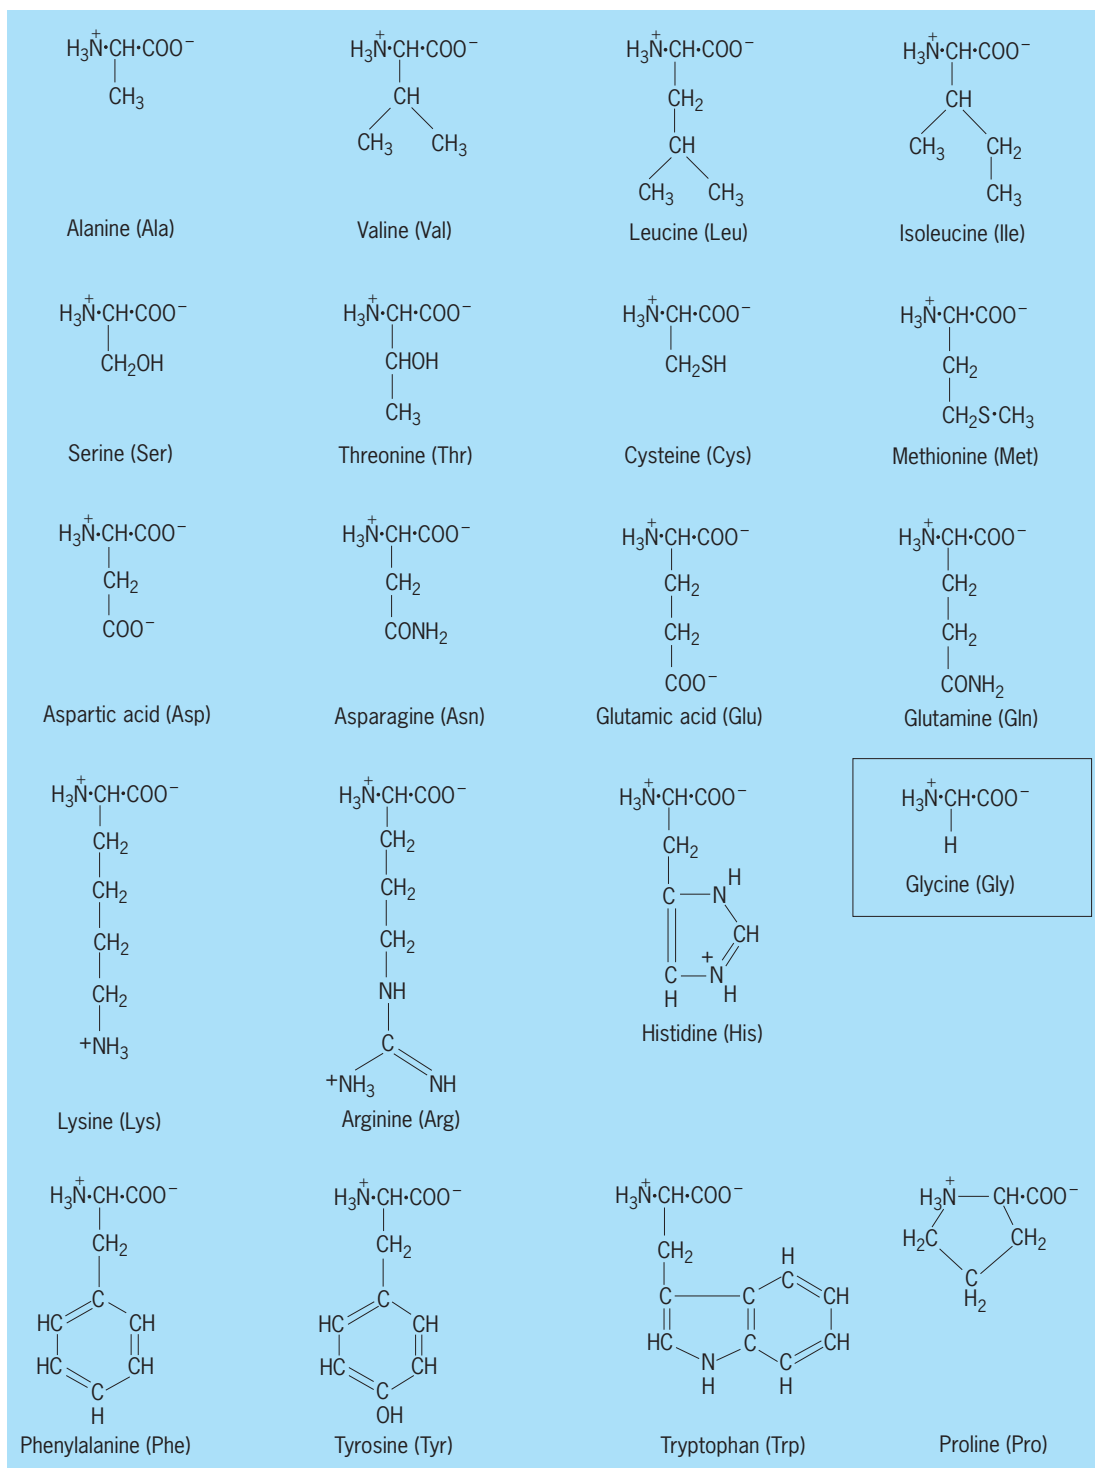 H₃N⁺·CH·COO⁻ H₃N⁺·CH·COO⁻ H₃N⁺·CH·COO⁻ H₃N⁺·CH·COO⁻
CH₃ CH CH₂ CH
CH₃ CH₃ CH CH₃ CH₂
CH₃ CH₃ CH₃
Alanine (Ala) Valine (Val) Leucine (Leu) Isoleucine (Ile)
H₃N⁺·CH·COO⁻ H₃N⁺·CH·COO⁻ H₃N⁺·CH·COO⁻ H₃N⁺·CH·COO⁻
CH₂OH CHOH CH₂SH CH₂
CH₃ CH₂S·CH₃
Serine (Ser) Threonine (Thr) Cysteine (Cys) Methionine (Met)
H₃N⁺·CH·COO⁻ H₃N⁺·CH·COO⁻ H₃N⁺·CH·COO⁻ H₃N⁺·CH·COO⁻
CH₂ CH₂ CH₂ CH₂
COO⁻ CONH₂ CH₂ CH₂
COO⁻ CONH₂
Aspartic acid (Asp) Asparagine (Asn) Glutamic acid (Glu) Glutamine (Gln)
H₃N⁺·CH·COO⁻ H₃N⁺·CH·COO⁻ H₃N⁺·CH·COO⁻ H₃N⁺·CH·COO⁻
CH₂ CH₂ CH₂ H
H
CH₂ CH₂ C N Glycine (Gly)
CH₂ CH₂ CH
+
CH₂ NH C N
H H
Histidine (His)
+NH₃ C
+NH₃ NH
Lysine (Lys) Arginine (Arg)
H₃N⁺·CH·COO⁻ H₃N⁺·CH·COO⁻ H₃N⁺·CH·COO⁻ H₃N⁺ CH·COO⁻
CH₂ CH₂ CH₂ H₂C CH₂
H C
C H₂
C C C C CH
HC CH HC CH
HC CH HC CH HC C CH
N C
C C H H
H OH
Phenylalanine (Phe) Tyrosine (Tyr) Tryptophan (Trp) Proline (Pro)